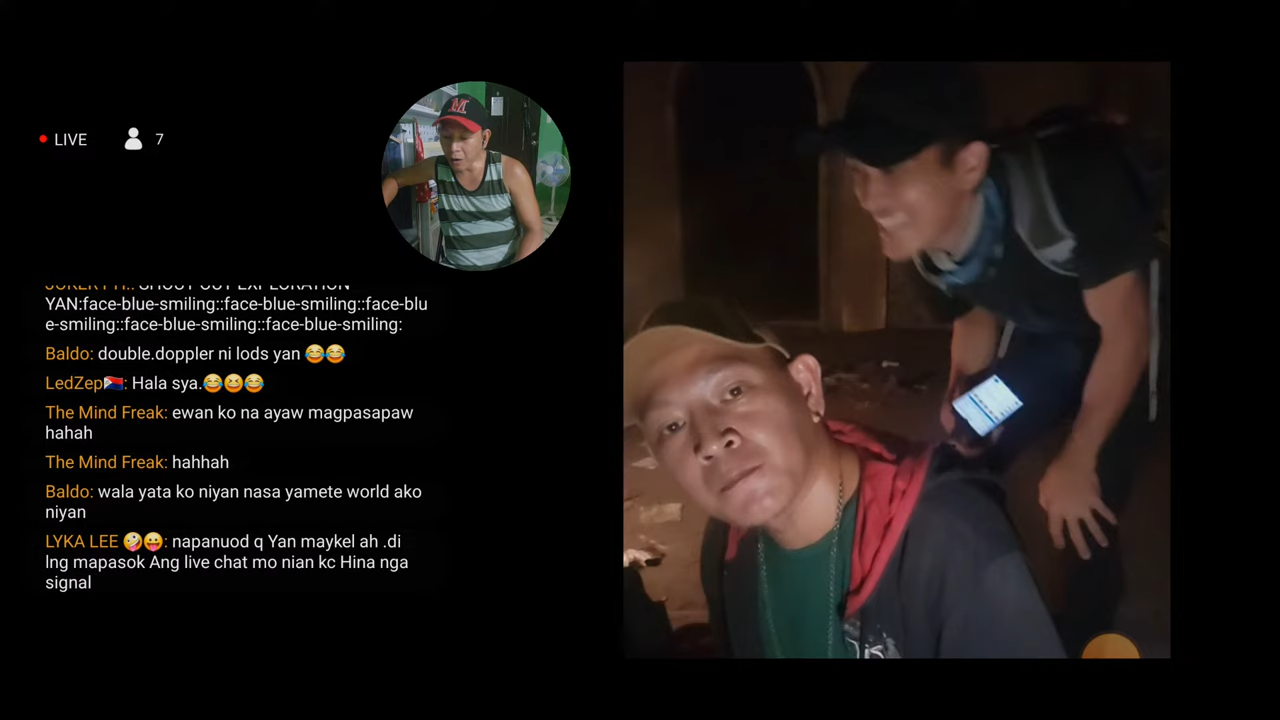 LIVE 7
YAN:face-blue-smiling::face-blue-smiling::face-blu
e-smiling::face-blue-smiling::face-blue-smiling:
Baldo: double.doppler ni lods yan 😂😂
LedZep🇵🇭: Hala sya.😂😆😂
The Mind Freak: ewan ko na ayaw magpasapaw
hahah
The Mind Freak: hahhah
Baldo: wala yata ko niyan nasa yamete world ako
niyan
LYKA LEE 🤪😛: napanuod q Yan maykel ah .di
lng mapasok Ang live chat mo nian kc Hina nga
signal